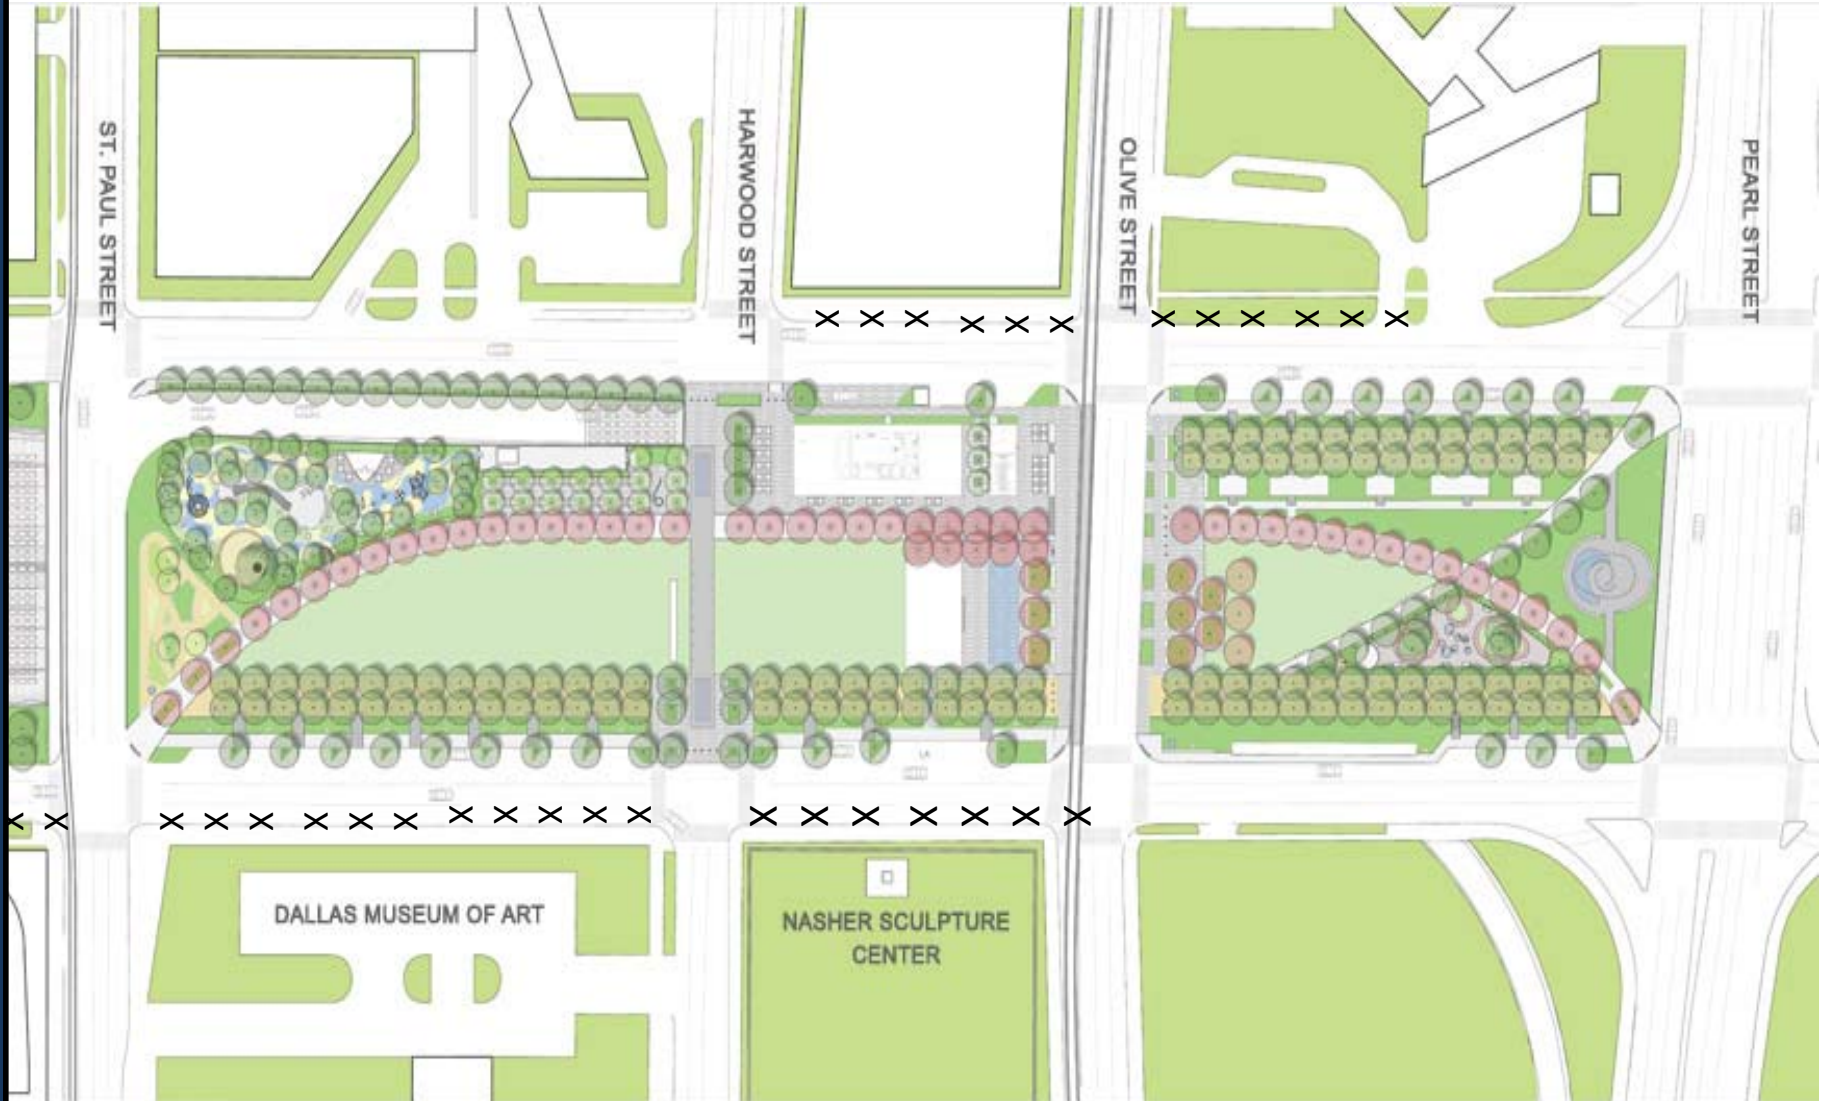 ST. PAUL STREET
HARWOOD STREET
OLIVE STREET
PEARL STREET
X X X X X X
X X X X X X
X X X X X X X X X X X X X
X X X X X X X
DALLAS MUSEUM OF ART
NASHER SCULPTURE
CENTER